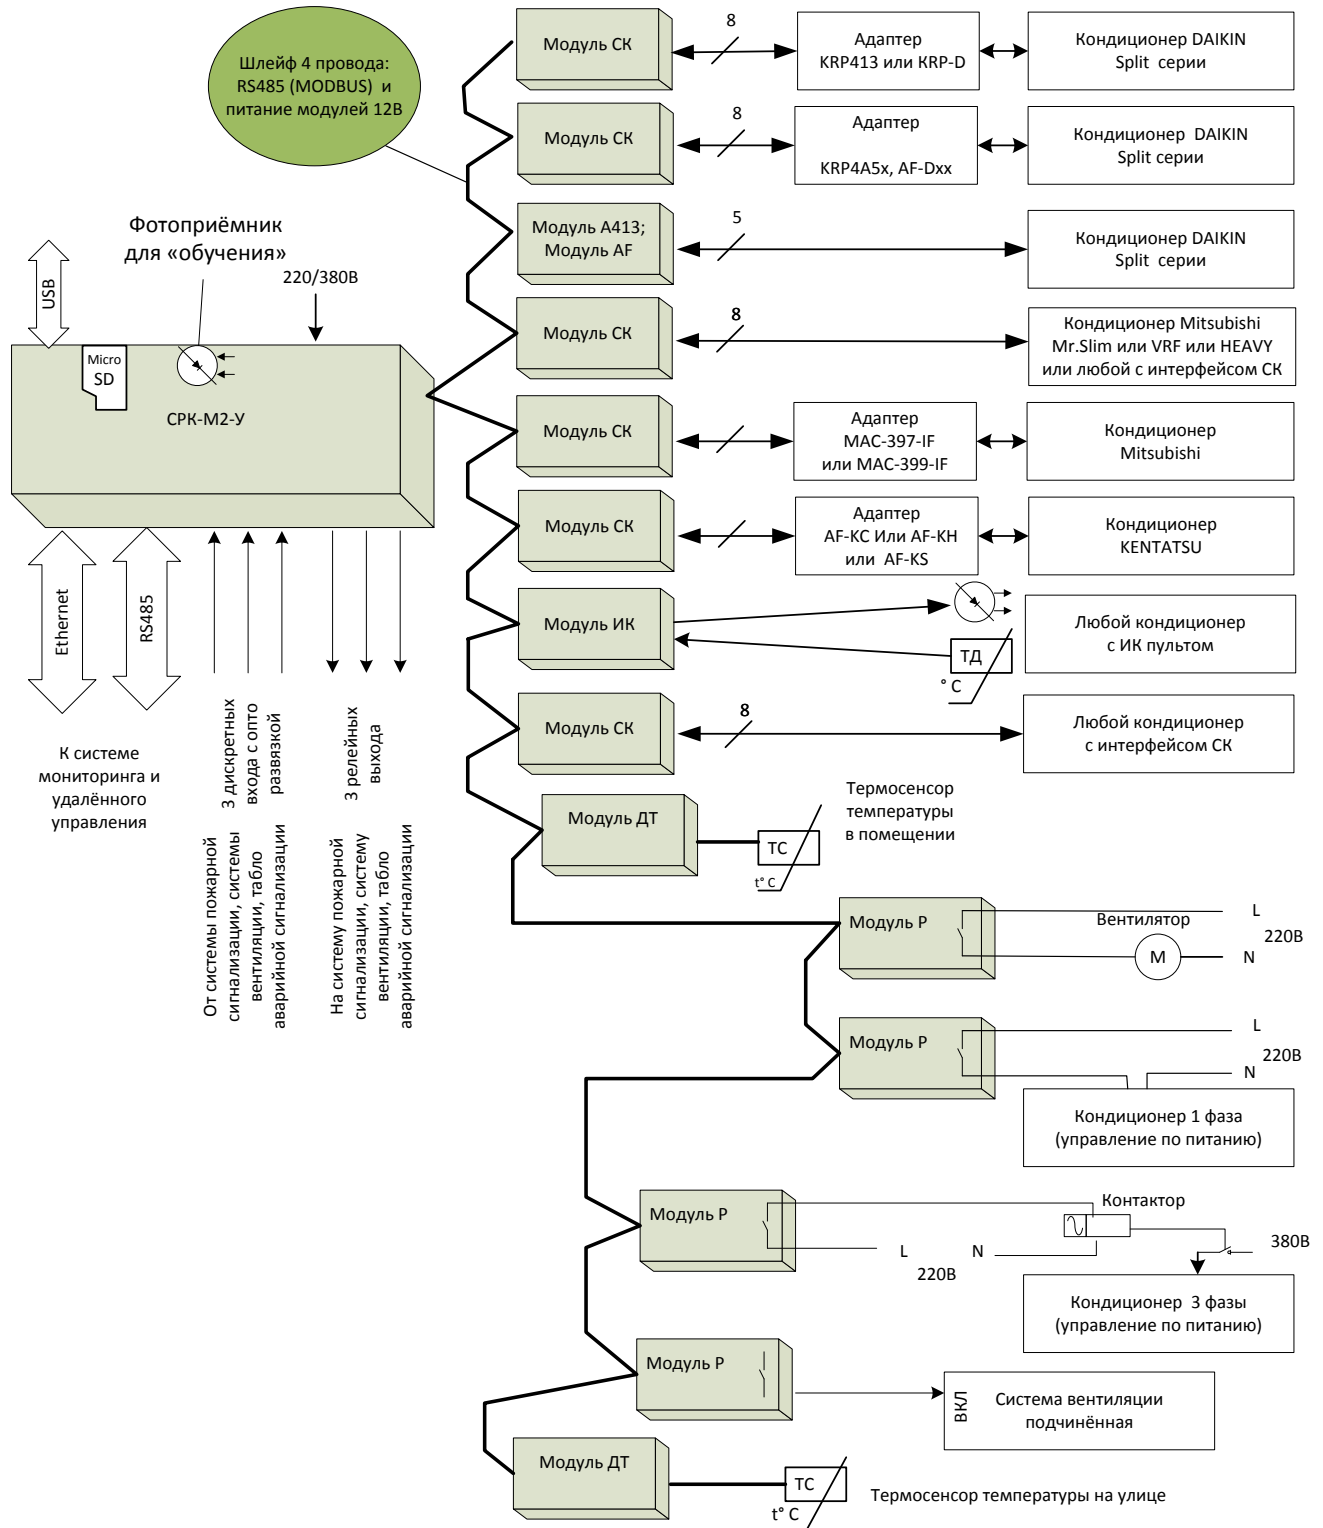 Шлейф 4 провода:
RS485 (MODBUS) и
питание модулей 12В
Модуль СК
8
Адаптер
KRP413 или KRP-D
Кондиционер DAIKIN
Split серии
Модуль СК
8
Адаптер
KRP4A5x, AF-Dxx
Кондиционер DAIKIN
Split серии
Модуль А413;
Модуль AF
5
Кондиционер DAIKIN
Split серии
Фотоприёмник
для «обучения»
220/380В
USB
Micro
SD
СРК-М2-У
Модуль СК
8
Кондиционер Mitsubishi
Mr.Slim или VRF или HEAVY
или любой с интерфейсом СК
Модуль СК
Адаптер
MAC-397-IF
или MAC-399-IF
Кондиционер
Mitsubishi
Модуль СК
Адаптер
AF-KC Или AF-KH
или AF-KS
Кондиционер
KENTATSU
Модуль ИК
ТД
° C
Любой кондиционер
с ИК пультом
Модуль СК
8
Любой кондиционер
с интерфейсом СК
Ethernet
RS485
К системе
мониторинга и
удалённого
управления
3 дискретных
входа с опто
развязкой
3 релейных
выхода
От системы пожарной
сигнализации, системы
вентиляции, табло
аварийной сигнализации
На систему пожарной
сигнализации, систему
вентиляции, табло
аварийной сигнализации
Модуль ДТ
ТС
t° C
Термосенсор
температуры
в помещении
Модуль Р
Вентилятор
М
L
220В
N
Модуль Р
L
220В
N
Кондиционер 1 фаза
(управление по питанию)
Модуль Р
L
N
220В
Контактор
380В
Кондиционер 3 фазы
(управление по питанию)
Модуль Р
ВКЛ
Система вентиляции
подчинённая
Модуль ДТ
ТС
t° C
Термосенсор температуры на улице